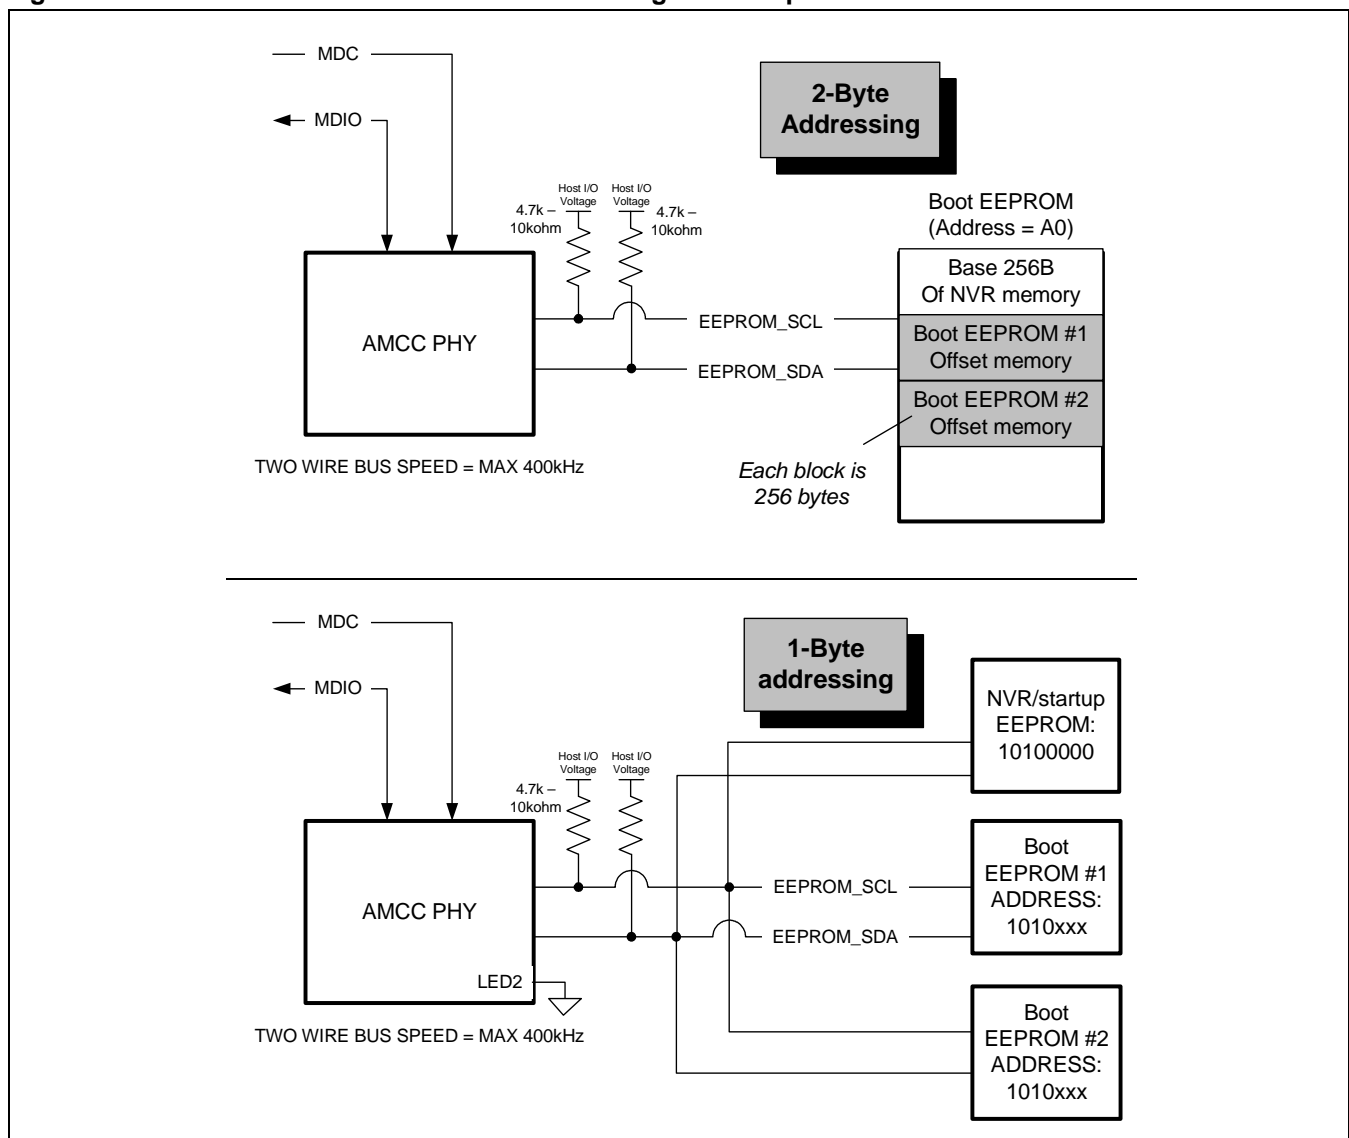 MDC
2-Byte
Addressing
MDIO
Host I/O
Voltage
Host I/O
Voltage
4.7k –
10kohm
4.7k –
10kohm
Boot EEPROM
(Address = A0)
Base 256B
Of NVR memory
EEPROM_SCL
Boot EEPROM #1
Offset memory
AMCC PHY
EEPROM_SDA
Boot EEPROM #2
Offset memory
TWO WIRE BUS SPEED = MAX 400kHz
Each block is
256 bytes
MDC
1-Byte
addressing
MDIO
NVR/startup
EEPROM:
10100000
Host I/O
Voltage
Host I/O
Voltage
4.7k –
10kohm
Boot
EEPROM #1
ADDRESS:
1010xxx
EEPROM_SCL
AMCC PHY
EEPROM_SDA
LED2
TWO WIRE BUS SPEED = MAX 400kHz
Boot
EEPROM #2
ADDRESS:
1010xxx